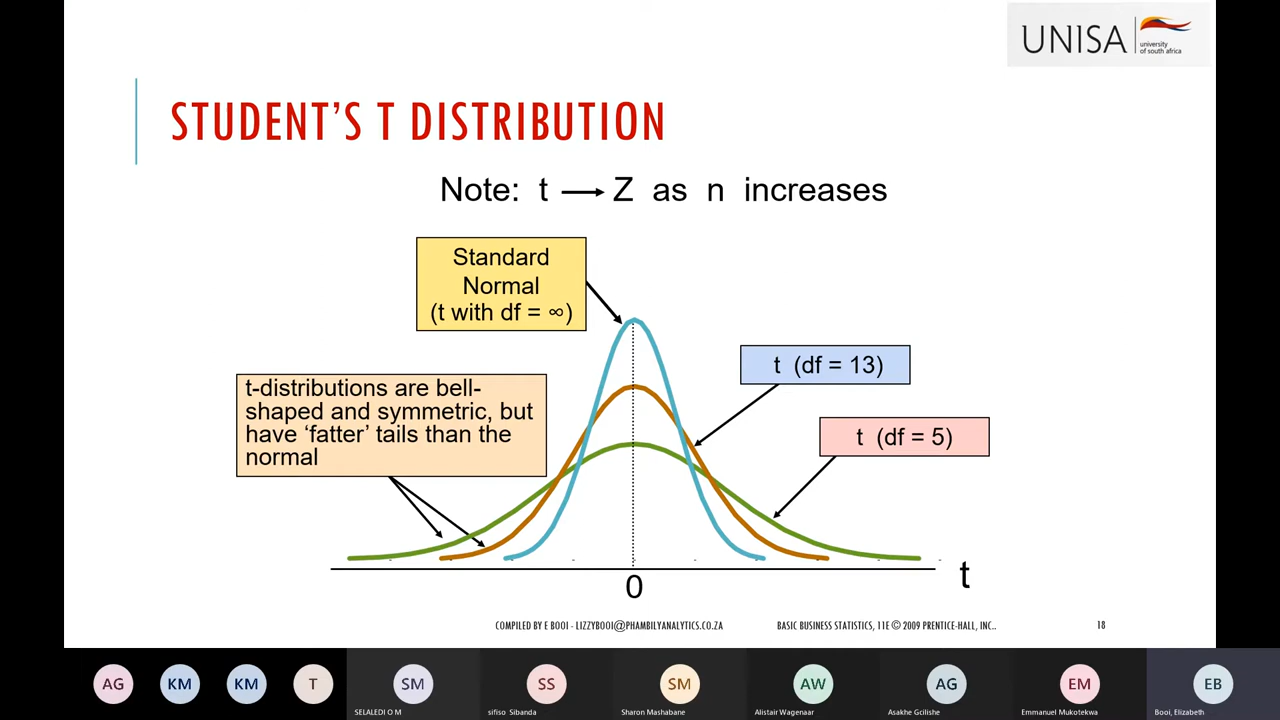 UNISA
university
of south africa
STUDENT'S T DISTRIBUTION
Note: t → Z as n increases
Standard
Normal
(t with df = ∞)
t (df = 13)
t-distributions are bell-
shaped and symmetric, but
have ‘fatter’ tails than the
normal
t (df = 5)
0
t
COMPILED BY E BOOI - LIZZYBOOI@PHAMBILYANALYTICS.CO.ZA
BASIC BUSINESS STATISTICS, 11E © 2009 PRENTICE-HALL, INC..
18
AG
KM
KM
T
SM
SS
SM
AW
AG
EM
EB
SELALEDI O M
sifiso Sibanda
Sharon Mashabane
Alistair Wagenaar
Asakhe Gcilishe
Emmanuel Mukotekwa
Booi, Elizabeth